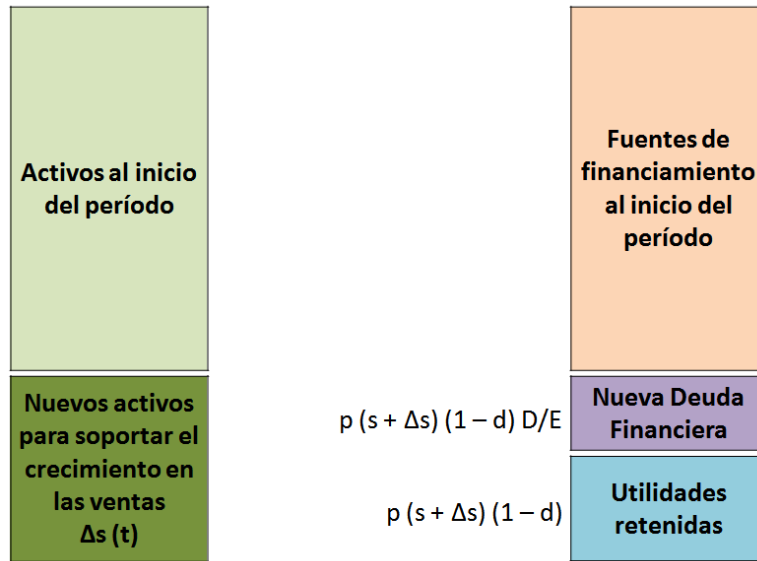 Activos al inicio
del período
Fuentes de
financiamiento
al inicio del
período
Nuevos activos
para soportar el
crecimiento en
las ventas
Δs (t)
p (s + Δs) (1 – d) D/E
Nueva Deuda
Financiera
p (s + Δs) (1 – d)
Utilidades
retenidas